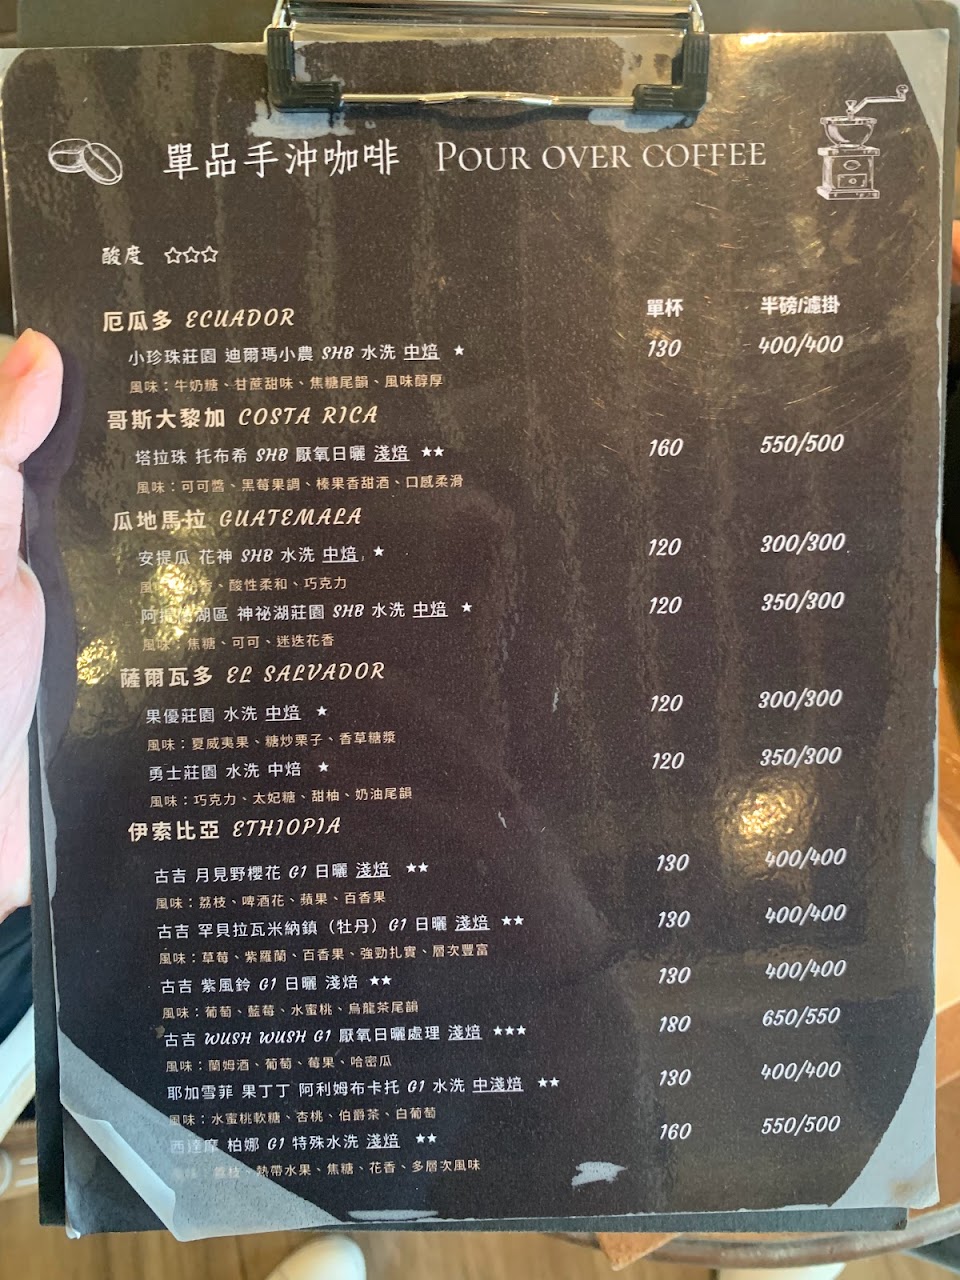 單品手沖咖啡 POUR OVER COFFEE
酸度 ☆☆☆
單杯 半磅/濾掛
厄瓜多 ECUADOR
小珍珠莊園 迪爾瑪小農 SHB 水洗 中焙 ★ 130 400/400
風味：牛奶糖、甘蔗甜味、焦糖尾韻、風味醇厚
哥斯大黎加 COSTA RICA
塔拉珠 托布希 SHB 厭氧日曬 淺焙 ★★ 160 550/500
風味：可可醬、黑莓果調、榛果香甜酒、口感柔滑
瓜地馬拉 GUATEMALA
安提瓜 花神 SHB 水洗 中焙 ★ 120 300/300
風 、酸性柔和、巧克力
阿 湖區 神祕湖莊園 SHB 水洗 中焙 ★ 120 350/300
風味：焦糖、可可、迷迭花香
薩爾瓦多 EL SALVADOR
果優莊園 水洗 中焙 ★ 120 300/300
風味：夏威夷果、糖炒栗子、香草糖漿
勇士莊園 水洗 中焙 ★ 120 350/300
風味：巧克力、太妃糖、甜柚、奶油尾韻
伊索比亞 ETHIOPIA
古吉 月見野櫻花 G1 日曬 淺焙 ★★ 130 400/400
風味：荔枝、啤酒花、蘋果、百香果
古吉 罕貝拉瓦米納鎮（牡丹）G1 日曬 淺焙 ★★ 130 400/400
風味：草莓、紫羅蘭、百香果、強勁扎實、層次豐富
古吉 紫風鈴 G1 日曬 淺焙 ★★ 130 400/400
風味：葡萄、藍莓、水蜜桃、烏龍茶尾韻
古吉 WUSH WUSH G1 厭氧日曬處理 淺焙 ★★★ 180 650/550
風味：蘭姆酒、葡萄、莓果、哈密瓜
耶加雪菲 果丁丁 阿利姆布卡托 G1 水洗 中淺焙 ★★ 130 400/400
風味：水蜜桃軟糖、杏桃、伯爵茶、白葡萄
西達摩 柏娜 G1 特殊水洗 淺焙 ★★ 160 550/500
風味：荔枝、熱帶水果、焦糖、花香、多層次風味